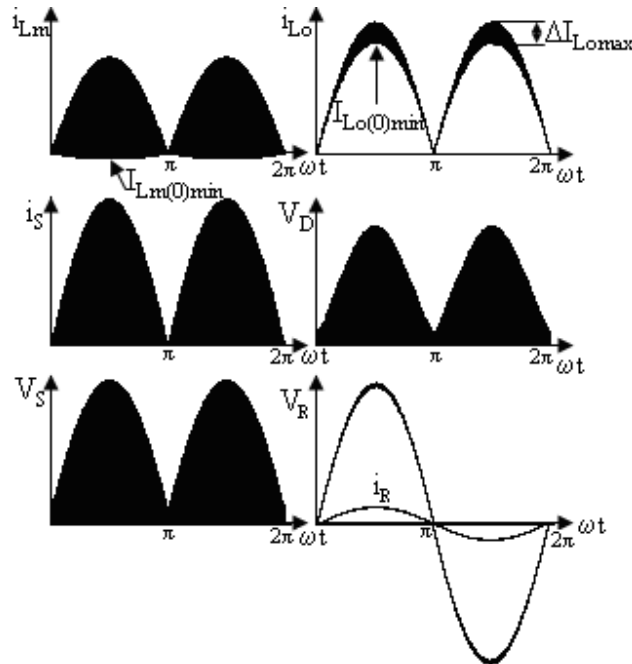 i_Lm
i_Lo
ΔI_Lomax
I_Lo(0)min
π 2π ωt
π 2π ωt
I_Lm(0)min
i_S
V_D
π 2π ωt
π 2π ωt
V_S
V_R
i_R
π 2π ωt
π 2π ωt